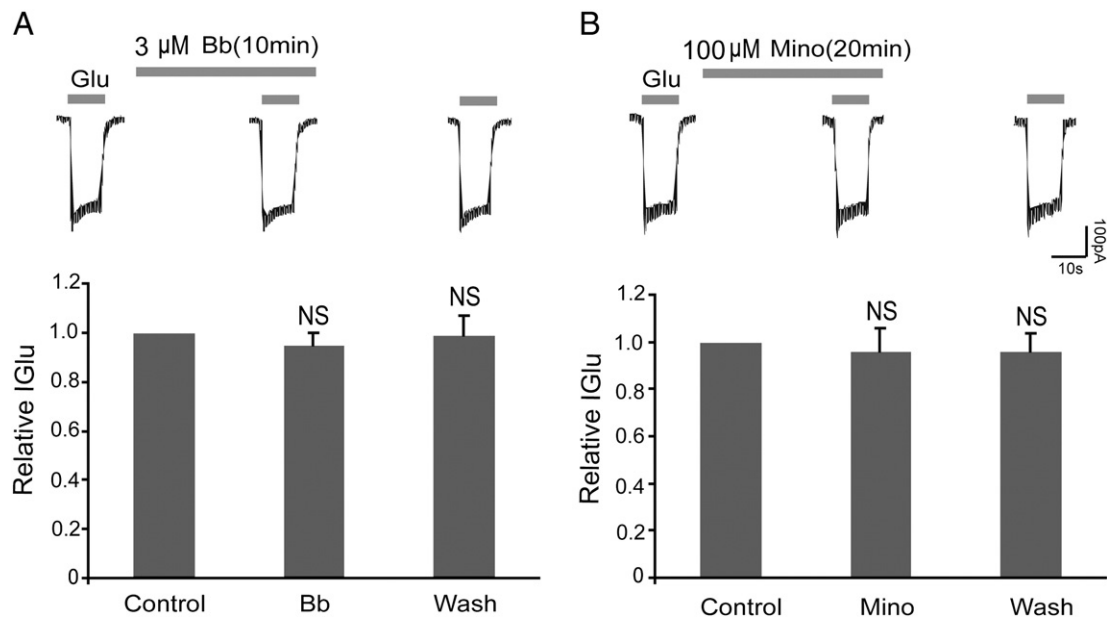 A
3 µM Bb(10min)
Glu
1.2
1.0
0.8
0.6
0.4
0.2
0
Relative IGlu
NS
NS
Control Bb Wash
B
100 µM Mino(20min)
Glu
100pA
10s
1.2
1.0
0.8
0.6
0.4
0.2
0
Relative IGlu
NS
NS
Control Mino Wash